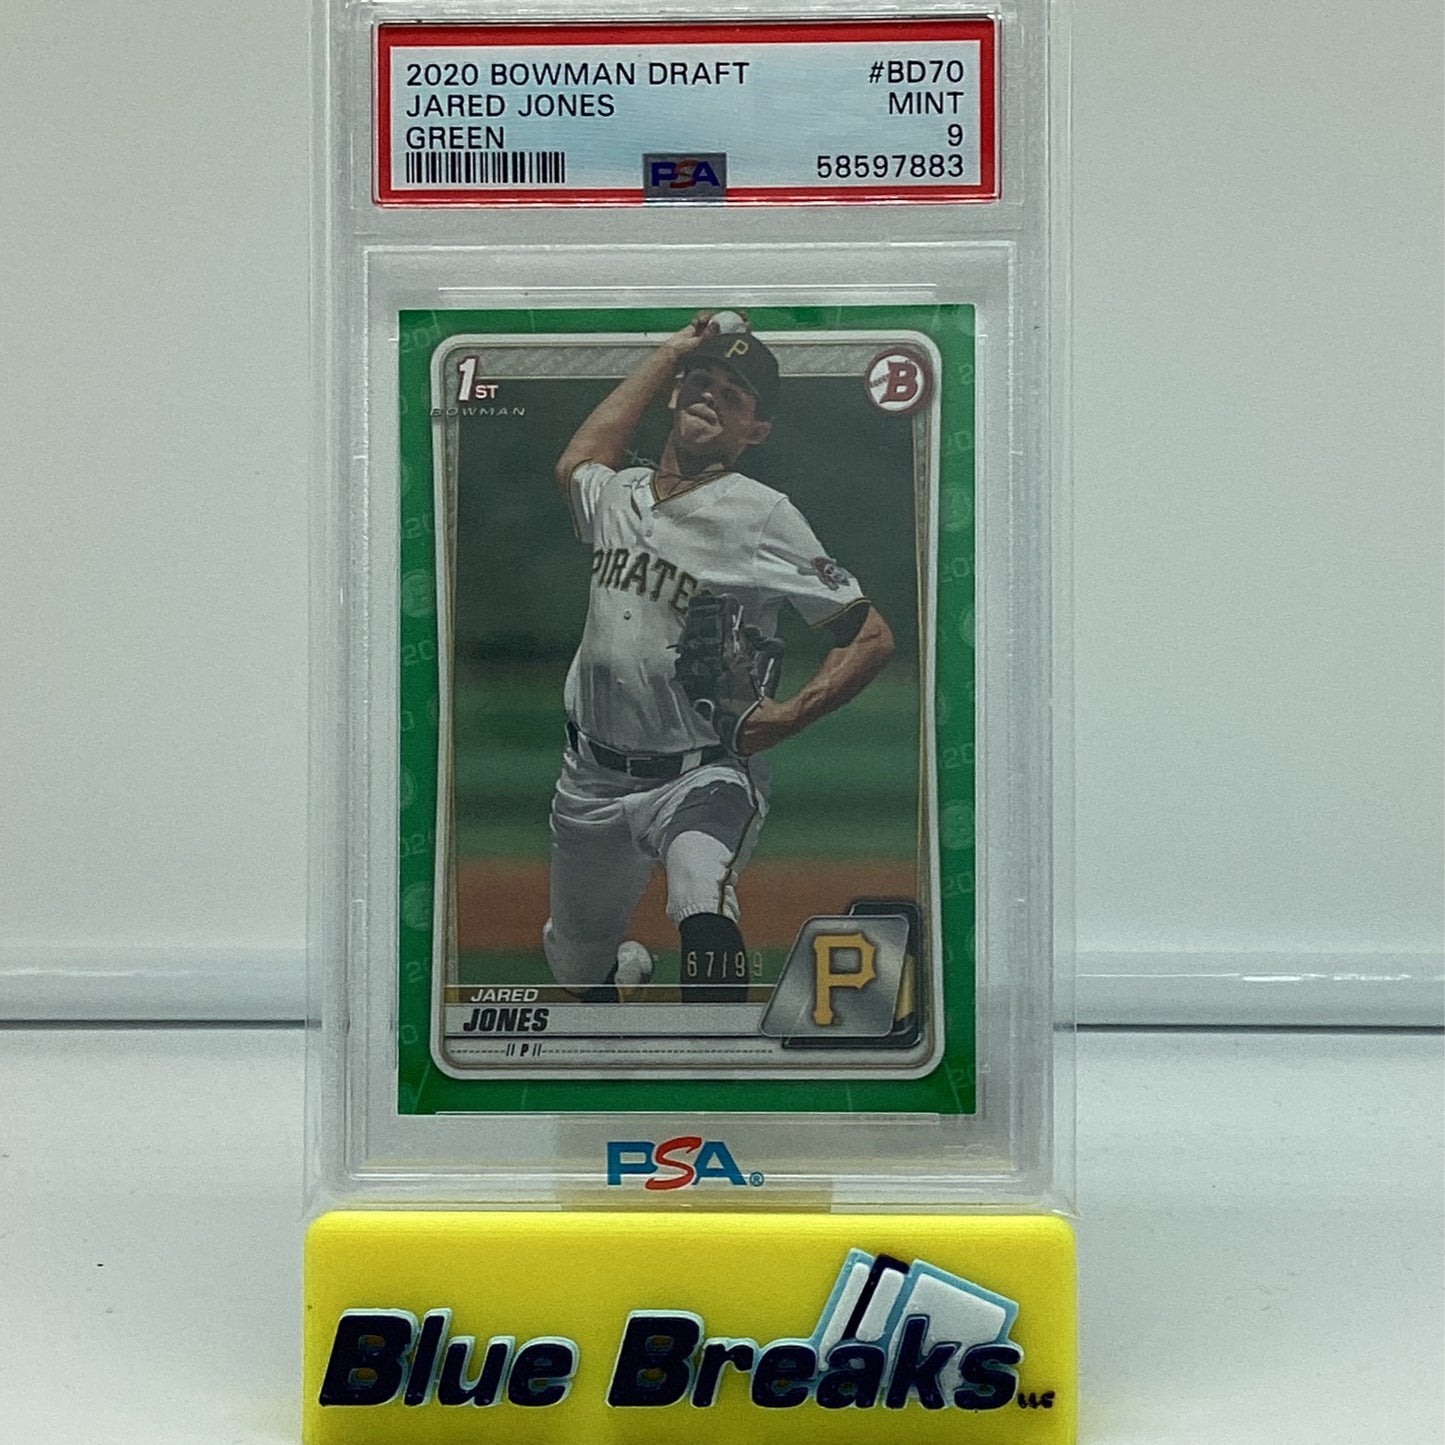 2020 BOWMAN DRAFT #BD70
JARED JONES MINT
GREEN 9
PSA 58597883
1ST
BOWMAN
B
P
PIRATES
67/99
P
JARED
JONES
P
PSA®
Blue Breaks LLC